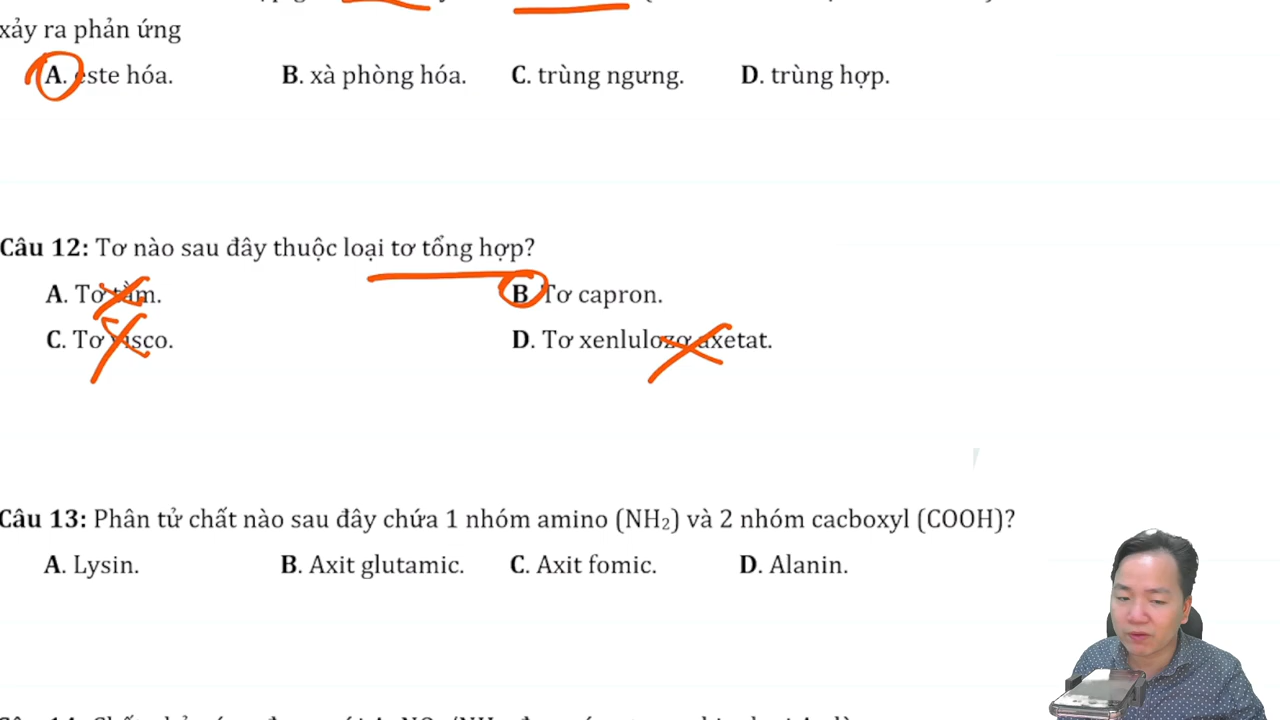 xảy ra phản ứng
A. este hóa. B. xà phòng hóa. C. trùng ngưng. D. trùng hợp.
Câu 12: Tơ nào sau đây thuộc loại tơ tổng hợp?
A. Tơ tằm. B. Tơ capron.
C. Tơ visco. D. Tơ xenlulozơ axetat.
Câu 13: Phân tử chất nào sau đây chứa 1 nhóm amino (NH₂) và 2 nhóm cacboxyl (COOH)?
A. Lysin. B. Axit glutamic. C. Axit fomic. D. Alanin.